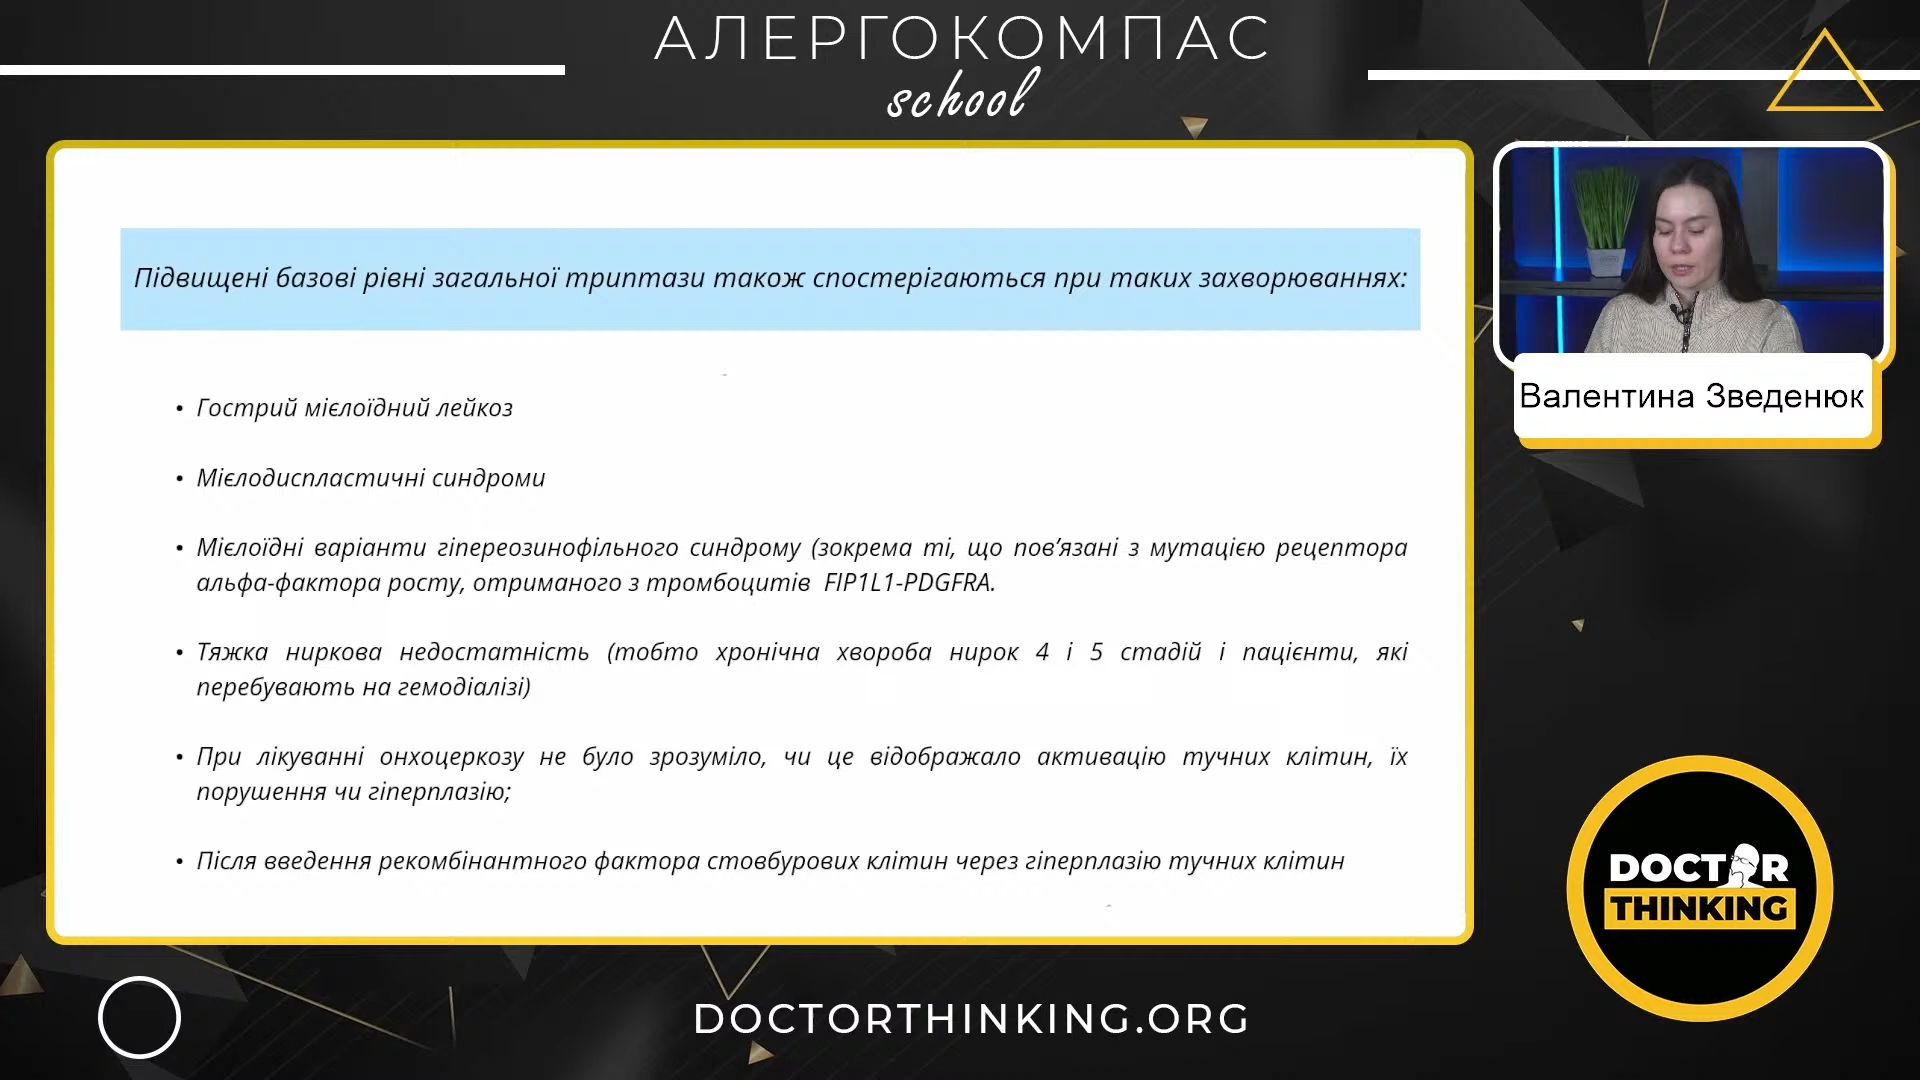 АЛЕРГОКОМПАС
school
Підвищені базові рівні загальної триптази також спостерігаються при таких захворюваннях:
• Гострий мієлоїдний лейкоз
• Мієлодиспластичні синдроми
• Мієлоїдні варіанти гіпереозинофільного синдрому (зокрема ті, що пов’язані з мутацією рецептора
альфа-фактора росту, отриманого з тромбоцитів FIP1L1-PDGFRA.
• Тяжка ниркова недостатність (тобто хронічна хвороба нирок 4 і 5 стадій і пацієнти, які
перебувають на гемодіалізі)
• При лікуванні онхоцеркозу не було зрозуміло, чи це відображало активацію тучних клітин, їх
порушення чи гіперплазію;
• Після введення рекомбінантного фактора стовбурових клітин через гіперплазію тучних клітин
Валентина Зведенюк
DOCTOR
THINKING
DOCTORTHINKING.ORG